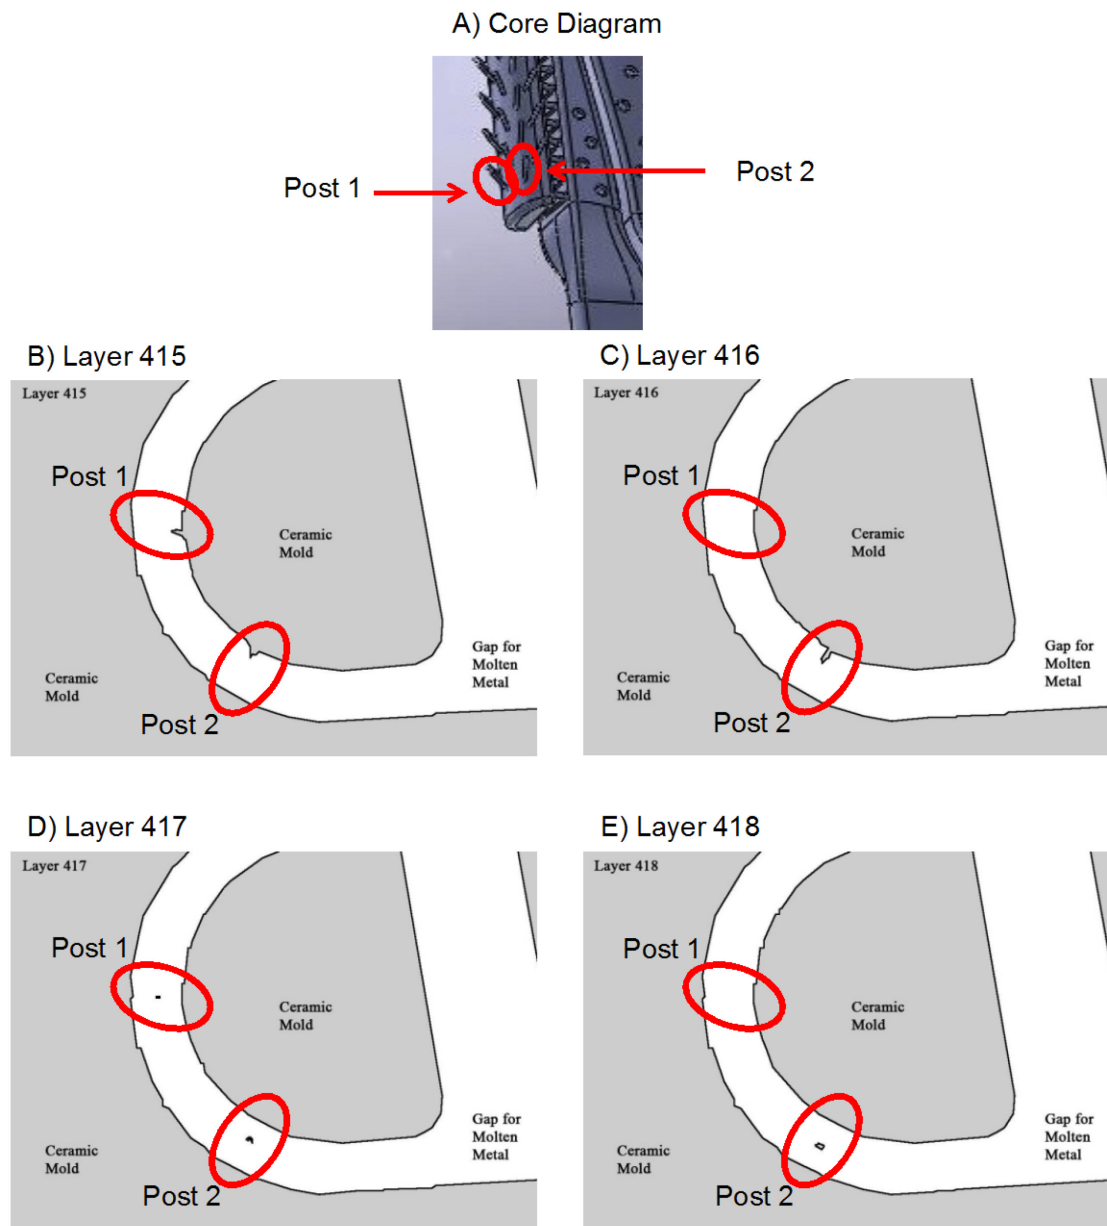 A) Core Diagram
Post 1
Post 2
B) Layer 415
C) Layer 416
Layer 415
Post 1
Ceramic
Mold
Gap for
Molten
Metal
Ceramic
Mold
Post 2
Layer 416
Post 1
Ceramic
Mold
Gap for
Molten
Metal
Ceramic
Mold
Post 2
D) Layer 417
E) Layer 418
Layer 417
Post 1
Ceramic
Mold
Gap for
Molten
Metal
Ceramic
Mold
Post 2
Layer 418
Post 1
Ceramic
Mold
Gap for
Molten
Metal
Ceramic
Mold
Post 2